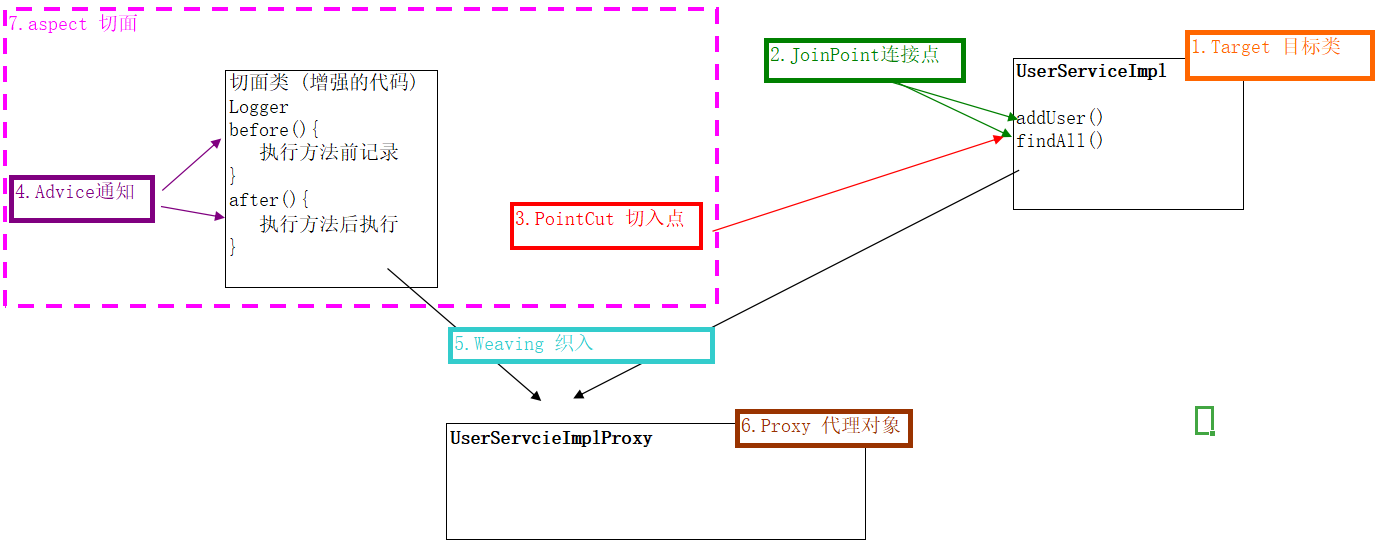 7.aspect 切面
切面类 (增强的代码)
Logger
before(){
执行方法前记录
}
after(){
执行方法后执行
}
4.Advice通知
3.PointCut 切入点
2.JoinPoint连接点
1.Target 目标类
UserServiceImpl
addUser()
findAll()
5.Weaving 织入
6.Proxy 代理对象
UserServcieImplProxy